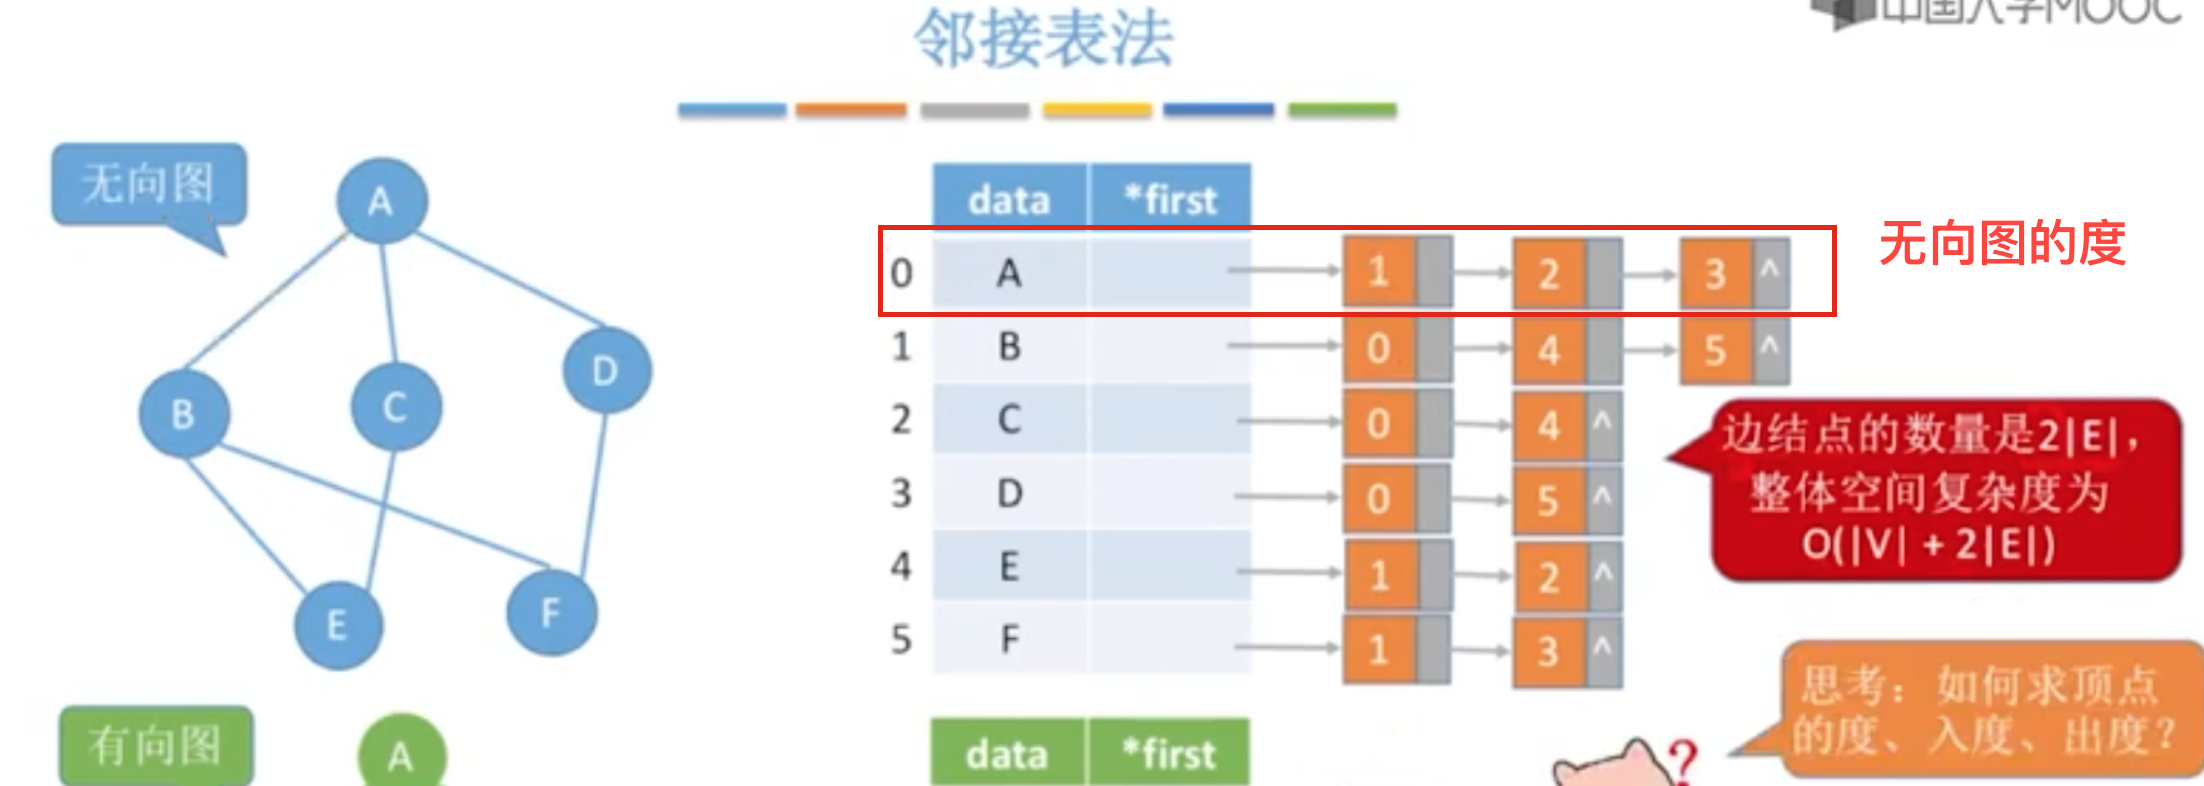 中国大学MOOC
邻接表法
无向图
A
B
C
D
E
F
data *first
0 A 1 2 3 ^
无向图的度
1 B 0 4 5 ^
2 C 0 4 ^
3 D 0 5 ^
4 E 1 2 ^
5 F 1 3 ^
边结点的数量是2|E|，
整体空间复杂度为
O(|V| + 2|E|)
思考：如何求顶点
的度、入度、出度？
有向图
A
data *first
?